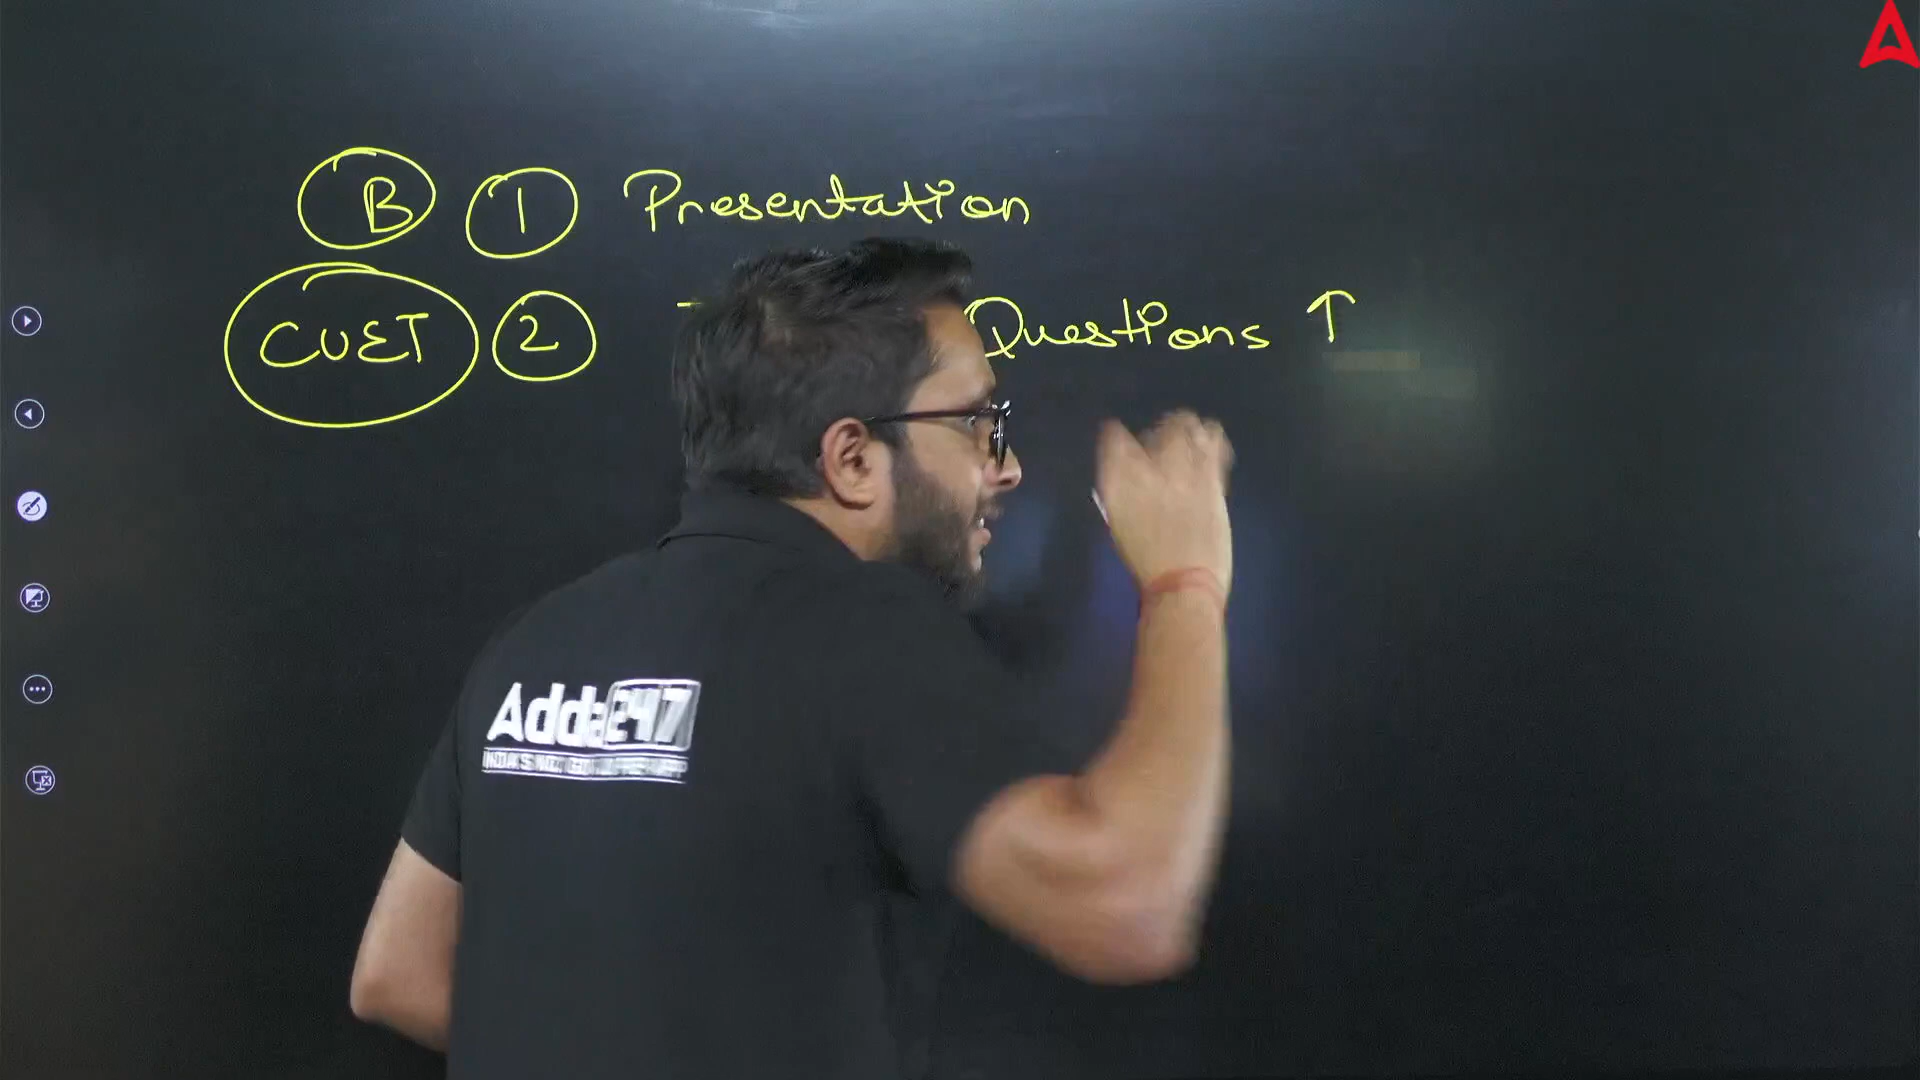 B 1 Presentation
CUET 2 Questions ↑
Adda247